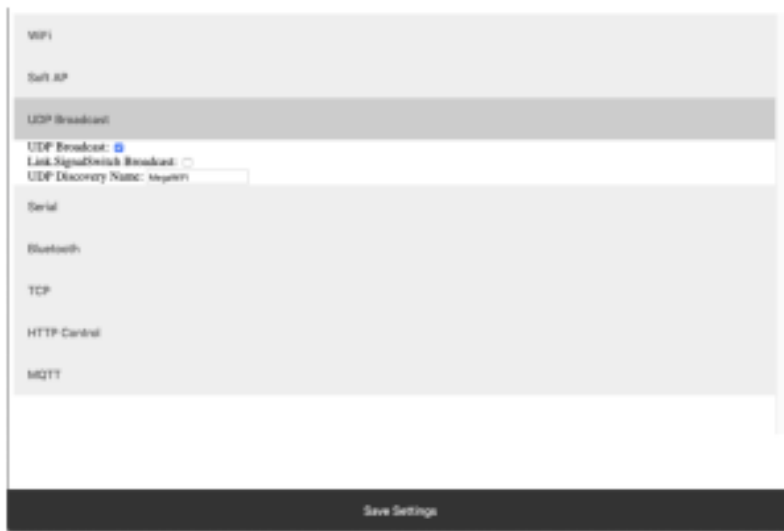 WiFi
Soft AP
UDP Broadcast
UDP Broadcast:
Link SignalSwitch Broadcast:
UDP Discovery Name: MegaWiFi
Serial
Bluetooth
TCP
HTTP Control
MQTT
Save Settings